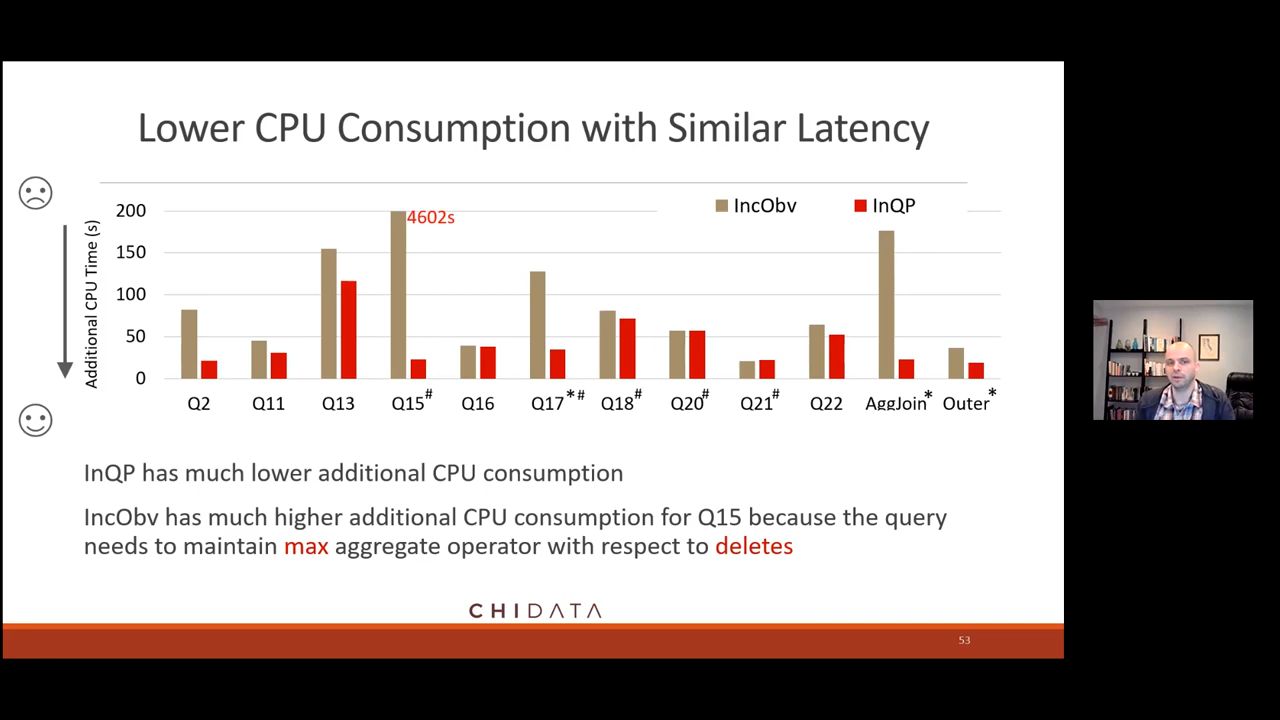 Lower CPU Consumption with Similar Latency
Additional CPU Time (s)
200
150
100
50
0
4602s
IncObv
InQP
Q2 Q11 Q13 Q15# Q16 Q17*# Q18# Q20# Q21# Q22 AggJoin* Outer*
InQP has much lower additional CPU consumption
IncObv has much higher additional CPU consumption for Q15 because the query
needs to maintain max aggregate operator with respect to deletes
CHIDATA
53